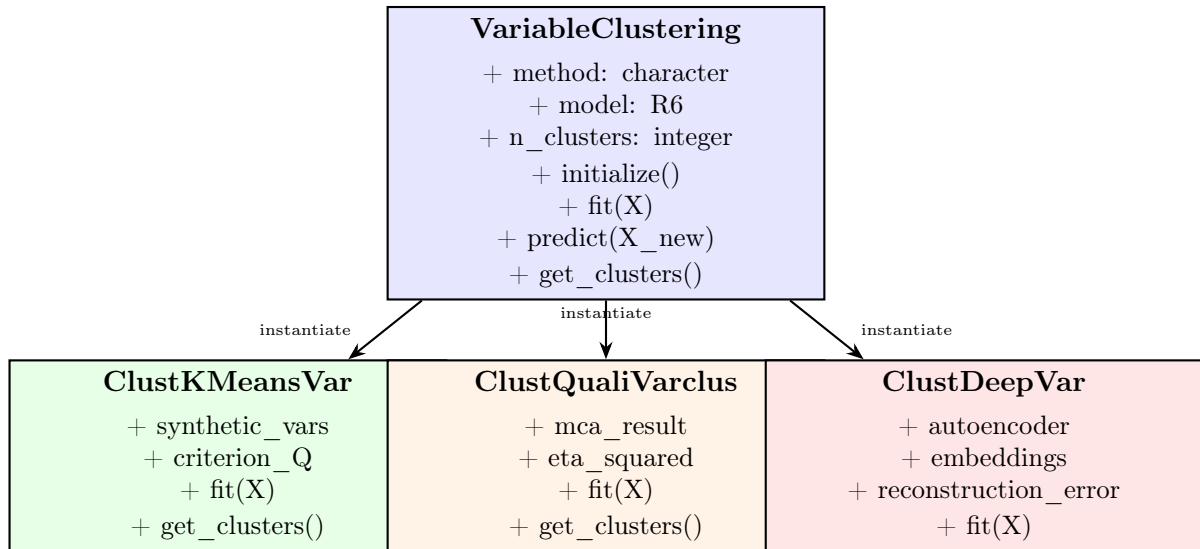 VariableClustering
+ method: character
+ model: R6
+ n_clusters: integer
+ initialize()
+ fit(X)
+ predict(X_new)
+ get_clusters()
instantiate
instantiate
instantiate
ClustKMeansVar
+ synthetic_vars
+ criterion_Q
+ fit(X)
+ get_clusters()
ClustQualiVarclus
+ mca_result
+ eta_squared
+ fit(X)
+ get_clusters()
ClustDeepVar
+ autoencoder
+ embeddings
+ reconstruction_error
+ fit(X)